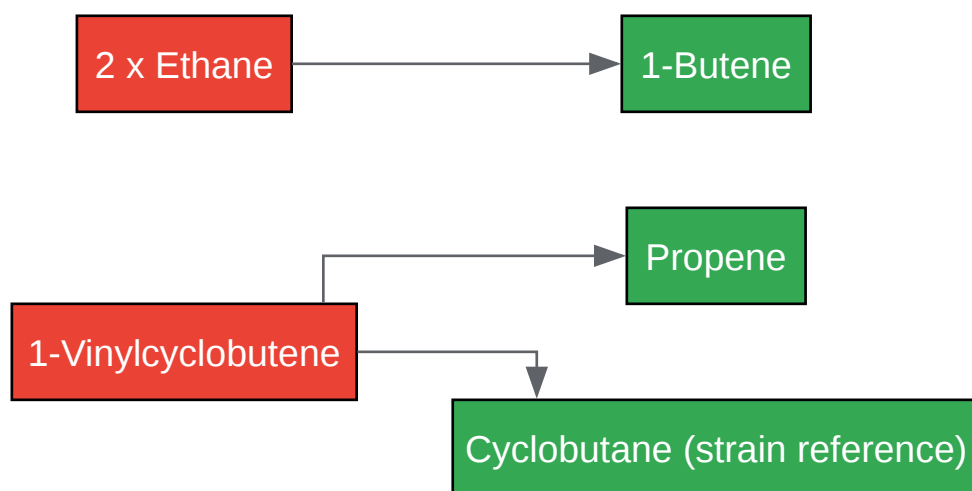 2 x Ethane
1-Butene
Propene
1-Vinylcyclobutene
Cyclobutane (strain reference)